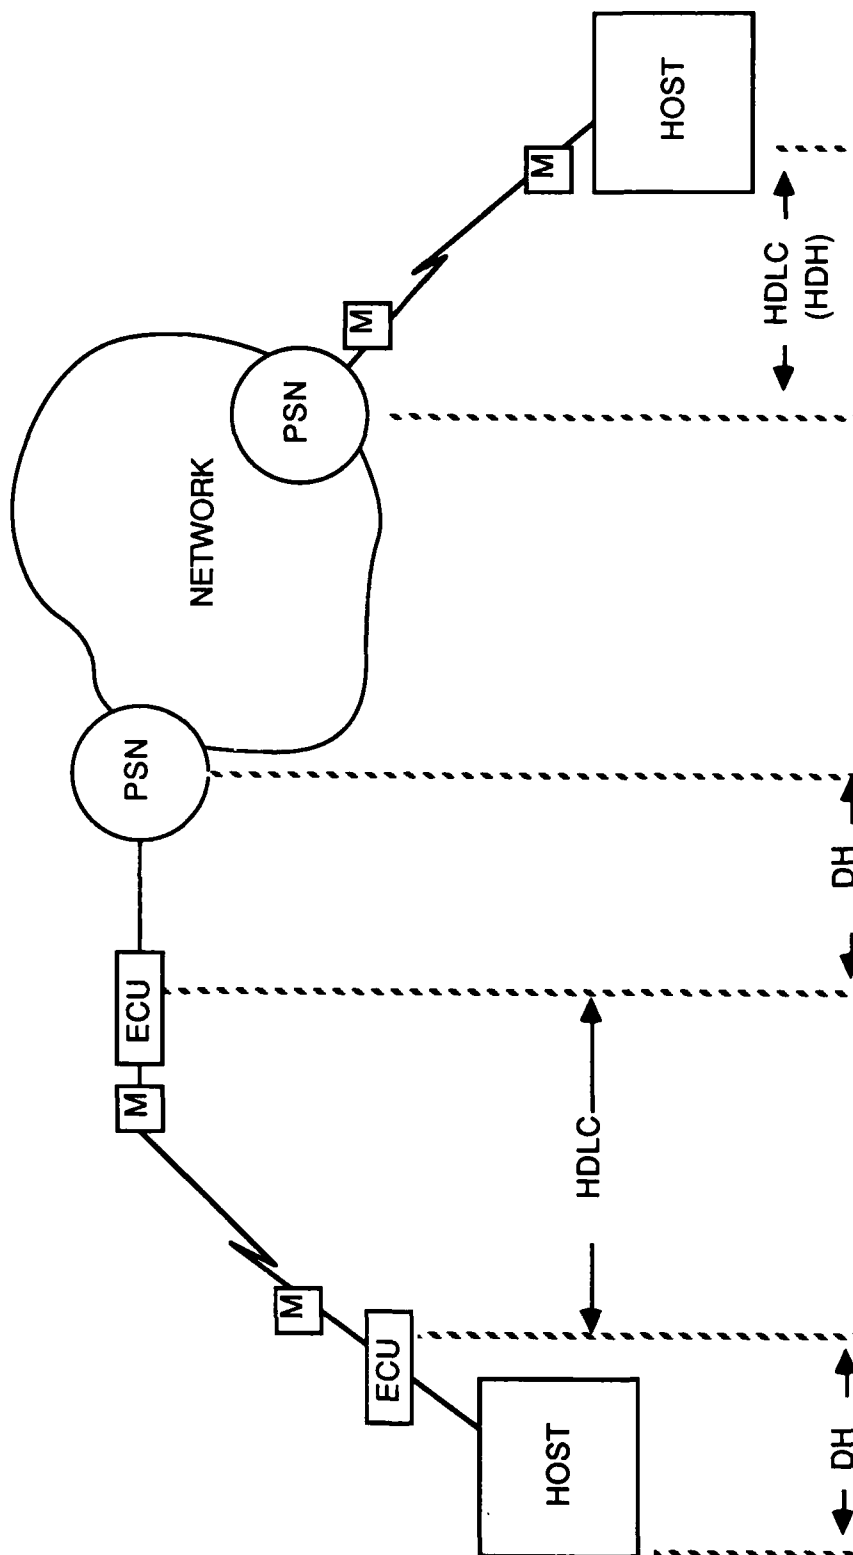 HOST
M
HDLC
(HDH)
M
PSN
NETWORK
PSN
DH
ECU
M
HDLC
M
ECU
HOST
DH